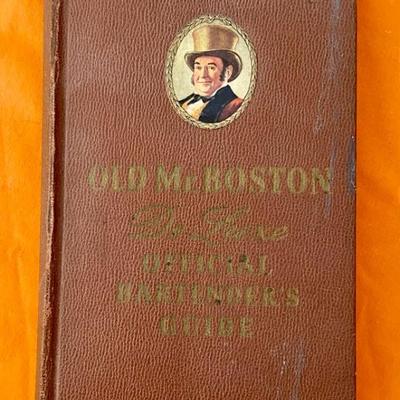 OLD Mr BOSTON
De Luxe
OFFICIAL
BARTENDER'S
GUIDE